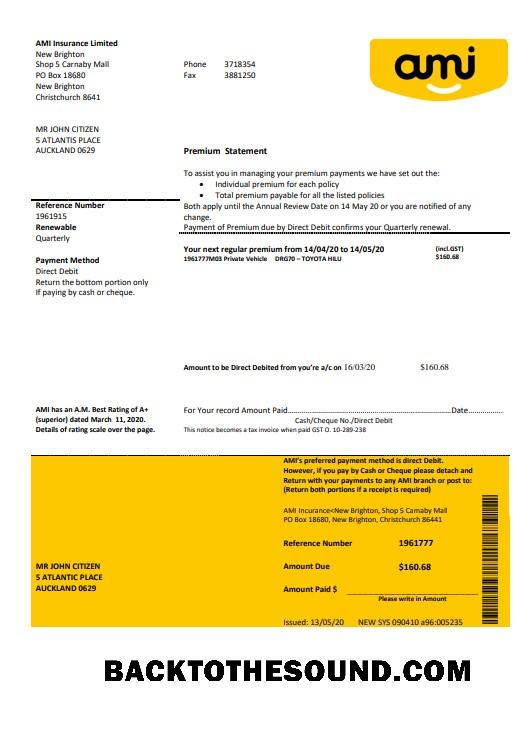 AMI Insurance Limited
New Brighton
Shop 5 Carnaby Mall
PO Box 18680
New Brighton
Christchurch 8641
Phone 3718354
Fax 3881250
ami
MR JOHN CITIZEN
5 ATLANTIS PLACE
AUCKLAND 0629
Premium Statement
To assist you in managing your premium payments we have set out the:
• Individual premium for each policy
• Total premium payable for all the listed policies
Both apply until the Annual Review Date on 14 May 20 or you are notified of any
change.
Payment of Premium due by Direct Debit confirms your Quarterly renewal.
Reference Number
1961915
Renewable
Quarterly
Payment Method
Direct Debit
Return the bottom portion only
If paying by cash or cheque.
Your next regular premium from 14/04/20 to 14/05/20 (incl.GST)
1961777M03 Private Vehicle DRG70 – TOYOTA HILU $160.68
Amount to be Direct Debited from you're a/c on 16/03/20 $160.68
AMI has an A.M. Best Rating of A+
(superior) dated March 11, 2020.
Details of rating scale over the page.
For Your record Amount Paid..........Date..........
Cash/Cheque No./Direct Debit
This notice becomes a tax invoice when paid GST O. 10-289-238
AMI's preferred payment method is direct Debit.
However, if you pay by Cash or Cheque please detach and
Return with your payments to any AMI branch or post to:
(Return both portions if a receipt is required)
AMI Insurance<New Brighton, Shop 5 Carnaby Mall
PO Box 18680, New Brighton, Christchurch 86441
Reference Number 1961777
MR JOHN CITIZEN
5 ATLANTIC PLACE
AUCKLAND 0629
Amount Due $160.68
Amount Paid $
Please write in Amount
Issued: 13/05/20 NEW SYS 090410 a96:005235
BACKTOTHESOUND.COM